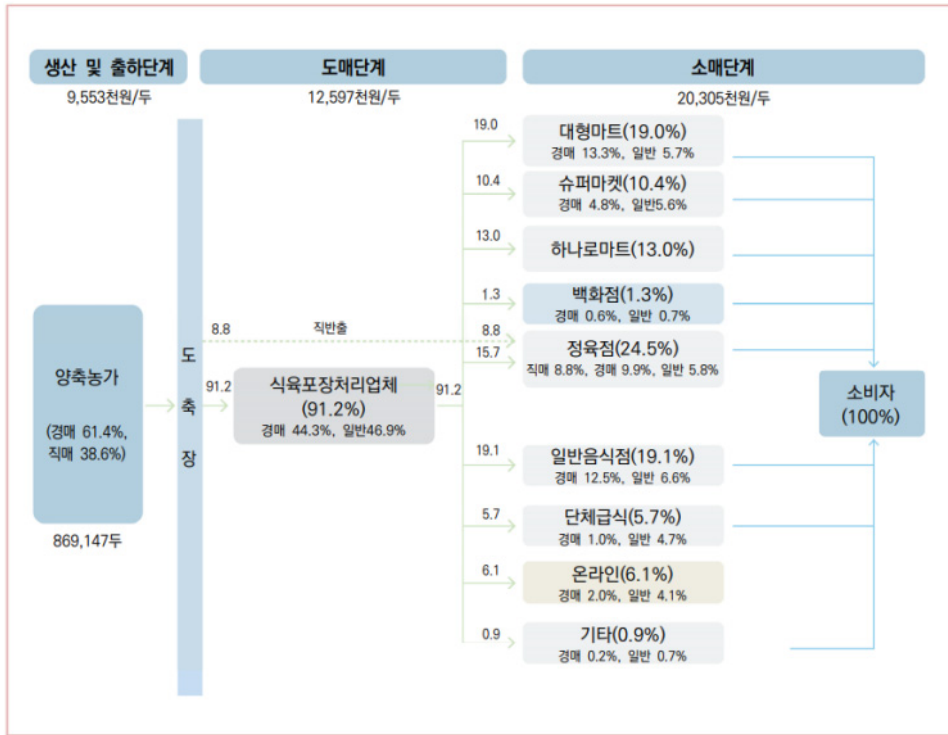 생산 및 출하단계
도매단계
소매단계
9,553천원/두
12,597천원/두
20,305천원/두
19.0
대형마트(19.0%)
경매 13.3%, 일반 5.7%
10.4
슈퍼마켓(10.4%)
경매 4.8%, 일반5.6%
13.0
하나로마트(13.0%)
1.3
백화점(1.3%)
경매 0.6%, 일반 0.7%
8.8
직반출
8.8
15.7
정육점(24.5%)
직매 8.8%, 경매 9.9%, 일반 5.8%
양축농가
(경매 61.4%,
직매 38.6%)
869,147두
도
축
장
91.2
식육포장처리업체
(91.2%)
경매 44.3%, 일반46.9%
91.2
소비자
(100%)
19.1
일반음식점(19.1%)
경매 12.5%, 일반 6.6%
5.7
단체급식(5.7%)
경매 1.0%, 일반 4.7%
6.1
온라인(6.1%)
경매 2.0%, 일반 4.1%
0.9
기타(0.9%)
경매 0.2%, 일반 0.7%